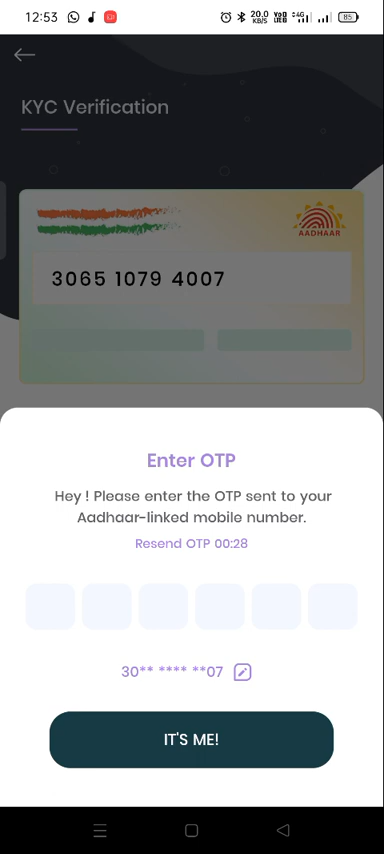 12:53 20.0 KB/S 4G 85
KYC Verification
AADHAAR
3065 1079 4007
Enter OTP
Hey ! Please enter the OTP sent to your
Aadhaar-linked mobile number.
Resend OTP 00:28
30** **** **07
IT'S ME!